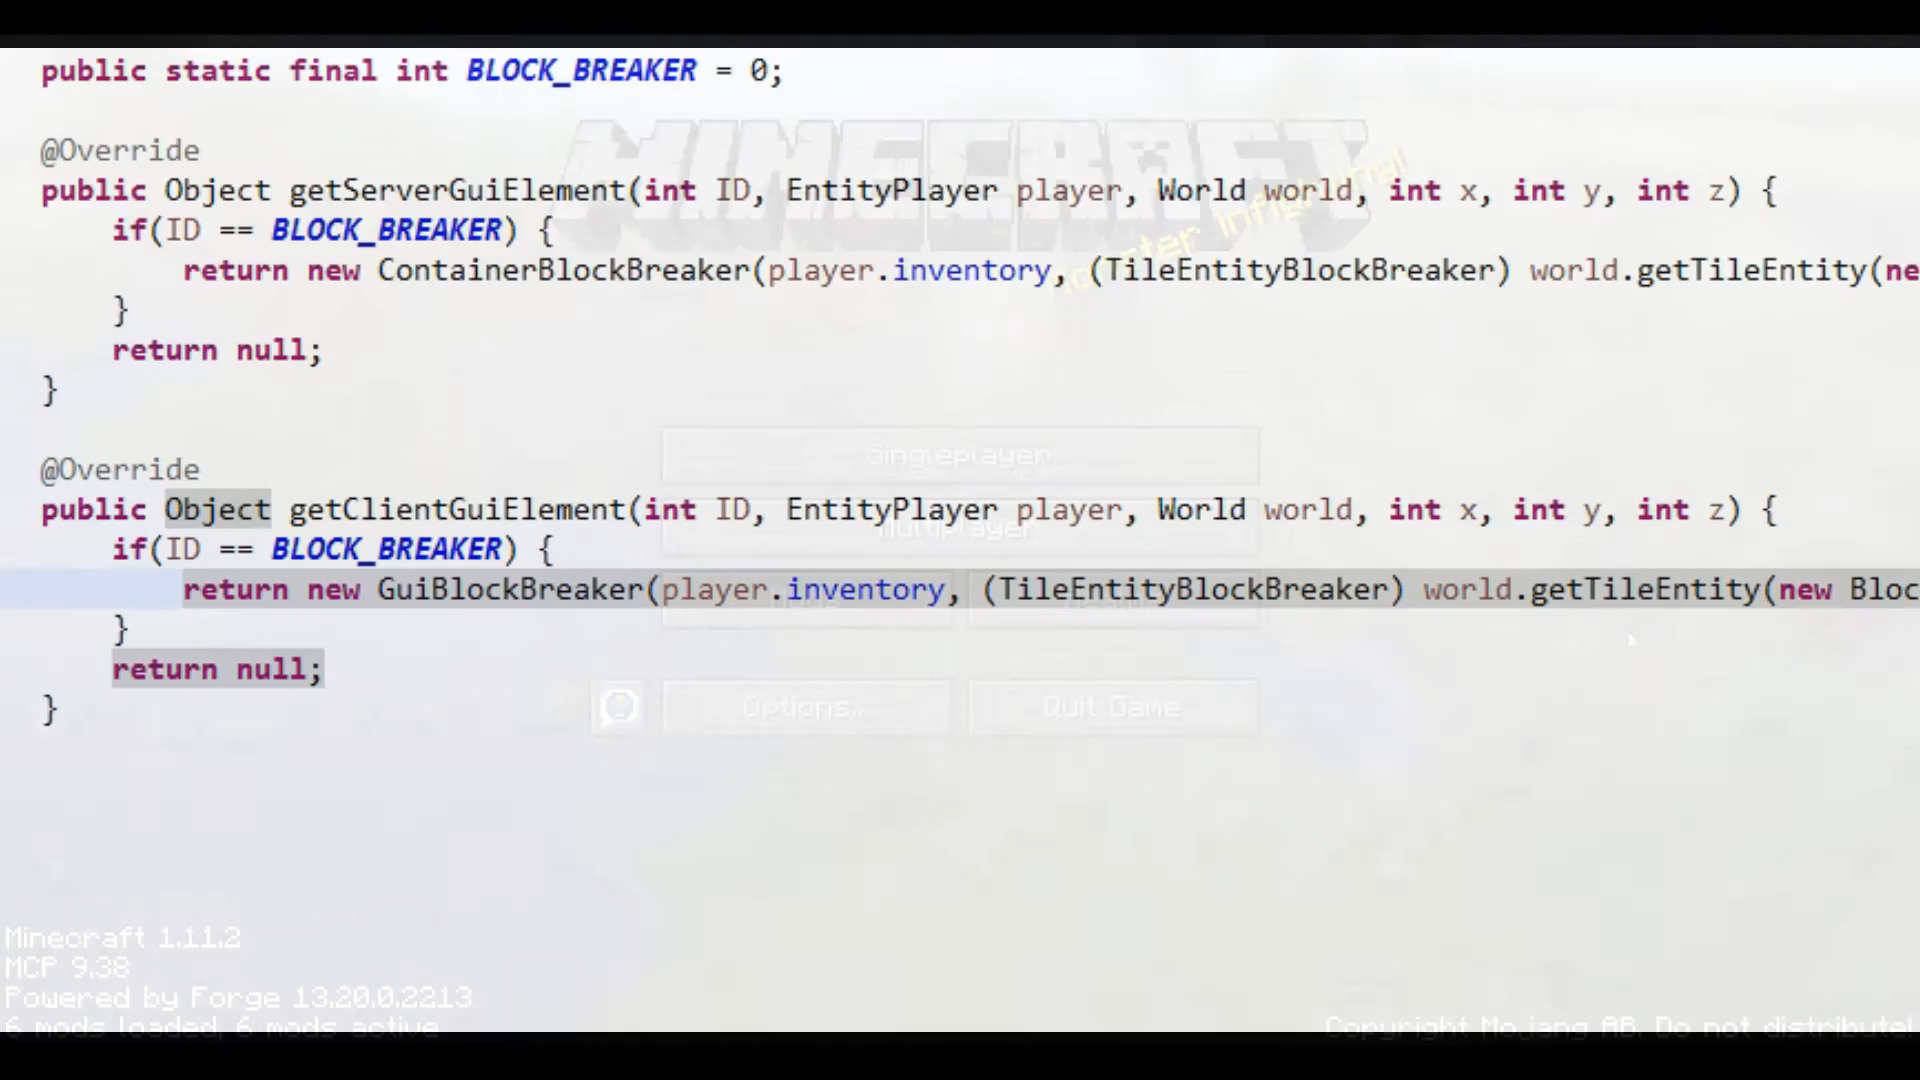 public static final int BLOCK_BREAKER = 0;
MINECRAFT
@Override
public Object getServerGuiElement(int ID, EntityPlayer player, World world, int x, int y, int z) {
if(ID == BLOCK_BREAKER) {
return new ContainerBlockBreaker(player.inventory, (TileEntityBlockBreaker) world.getTileEntity(ne
}
return null;
}
Singleplayer
@Override
public Object getClientGuiElement(int ID, EntityPlayer player, World world, int x, int y, int z) {
Multiplayer
if(ID == BLOCK_BREAKER) {
return new GuiBlockBreaker(player.inventory, (TileEntityBlockBreaker) world.getTileEntity(new Bloc
}
return null;
}
Options...
Quit Game
Minecraft 1.11.2
MCP 9.38
Powered by Forge 13.20.0.2213
6 mods loaded, 6 mods active
Copyright Mojang AB. Do not distribute!